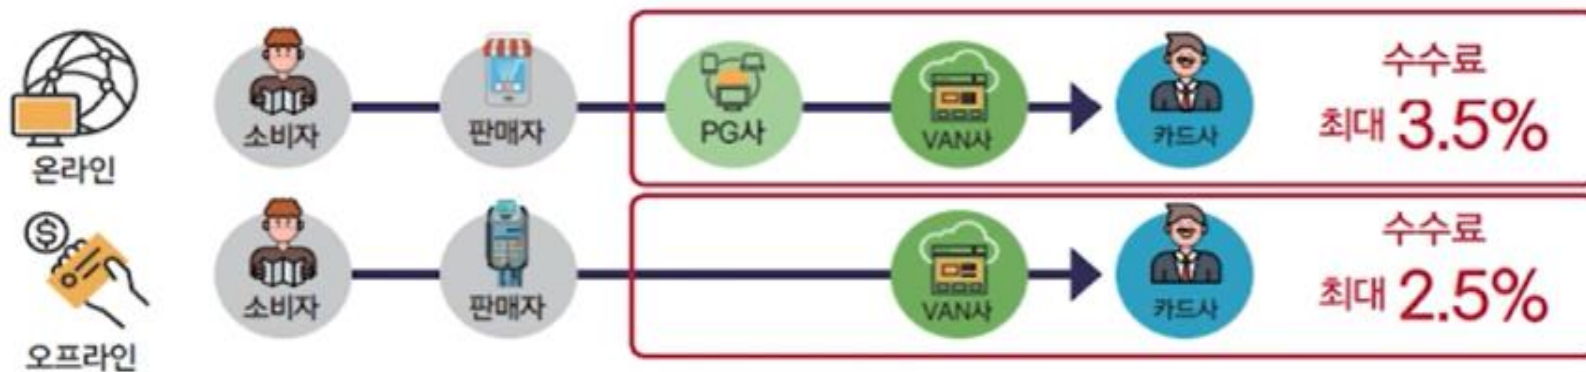 온라인
소비자
판매자
PG사
VAN사
카드사
수수료
최대 3.5%
$
오프라인
소비자
판매자
VAN사
카드사
수수료
최대 2.5%